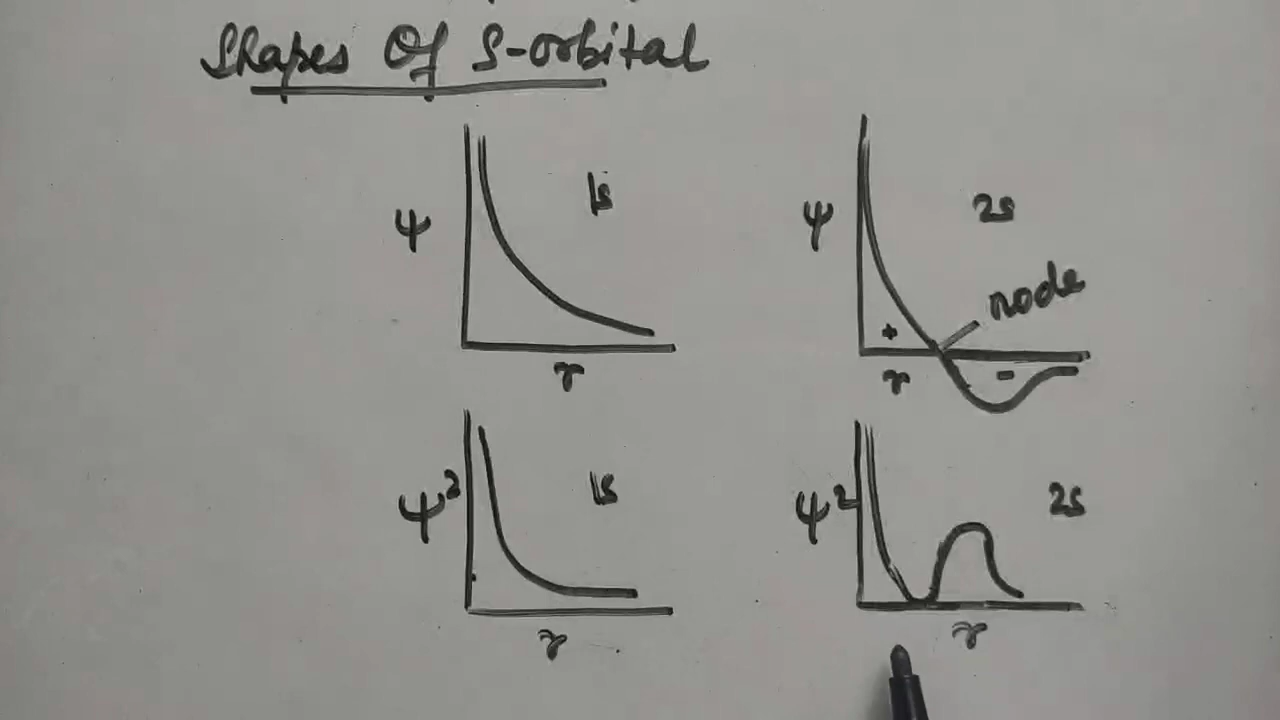 Shapes Of S-orbital
ψ
1s
r
ψ
2s
node
+
-
r
ψ²
1s
r
ψ²
2s
r